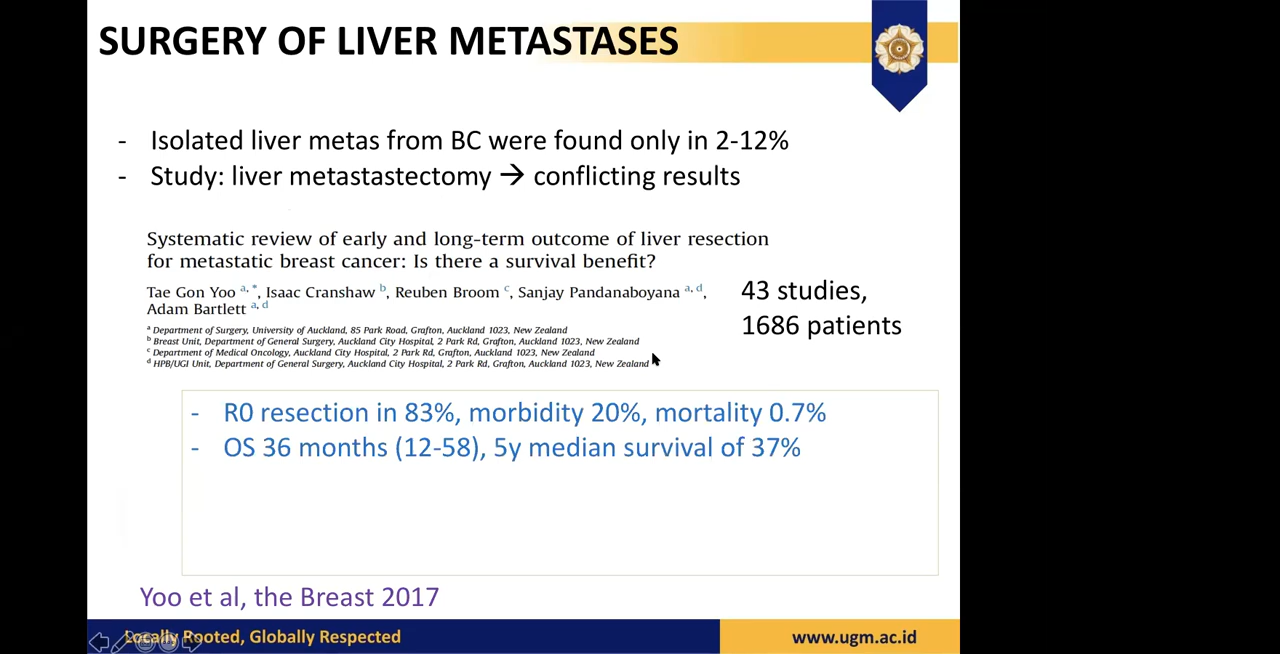 SURGERY OF LIVER METASTASES
- Isolated liver metas from BC were found only in 2-12%
- Study: liver metastastectomy → conflicting results
Systematic review of early and long-term outcome of liver resection
for metastatic breast cancer: Is there a survival benefit?
Tae Gon Yoo a, *, Isaac Cranshaw b, Reuben Broom c, Sanjay Pandanaboyana a, d,
Adam Bartlett a, d
a Department of Surgery, University of Auckland, 85 Park Road, Grafton, Auckland 1023, New Zealand
b Breast Unit, Department of General Surgery, Auckland City Hospital, 2 Park Rd, Grafton, Auckland 1023, New Zealand
c Department of Medical Oncology, Auckland City Hospital, 2 Park Rd, Grafton, Auckland 1023, New Zealand
d HPB/UGI Unit, Department of General Surgery, Auckland City Hospital, 2 Park Rd, Grafton, Auckland 1023, New Zealand
43 studies,
1686 patients
- R0 resection in 83%, morbidity 20%, mortality 0.7%
- OS 36 months (12-58), 5y median survival of 37%
Yoo et al, the Breast 2017
Locally Rooted, Globally Respected
www.ugm.ac.id